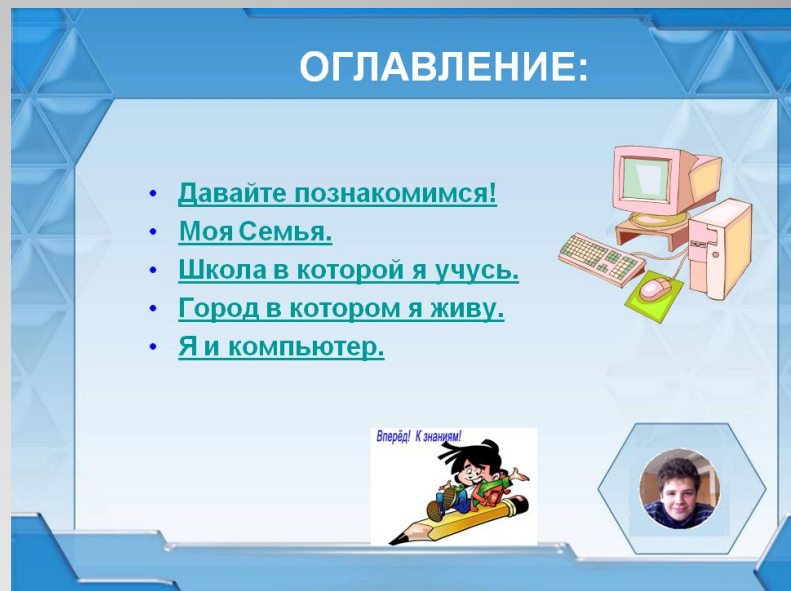 ОГЛАВЛЕНИЕ:
Давайте познакомимся!
Моя Семья.
Школа в которой я учусь.
Город в котором я живу.
Я и компьютер.
Вперёд! К знаниям!